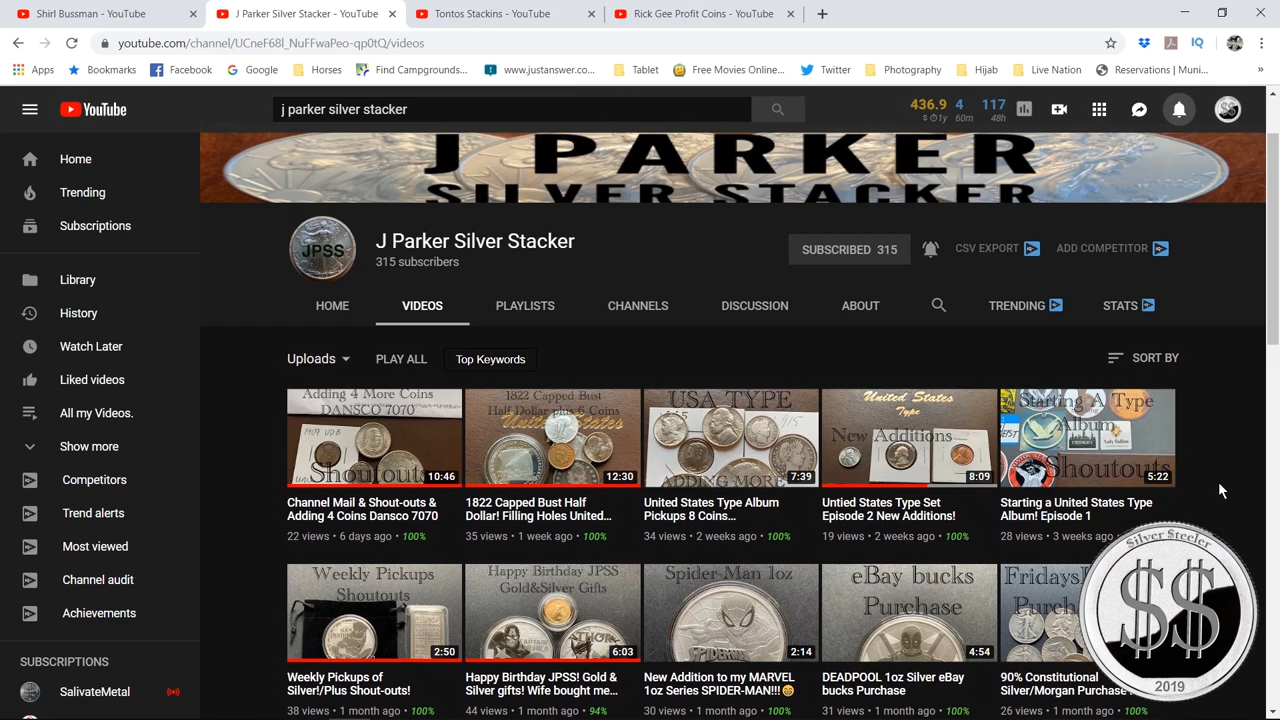 Shirl Bussman - YouTube
J Parker Silver Stacker - YouTube
Tontos Stackins - YouTube
Rick Gee Profit Coins - YouTube
youtube.com/channel/UCneF68l_NuFFwaPeo-qp0tQ/videos
Apps Bookmarks Facebook Google Horses Find Campgrounds... www.justanswer.co... Tablet Free Movies Online... Twitter Photography Hijab Live Nation Reservations | Muni...
YouTube
j parker silver stacker
436.9 4 117
S 1y 60m 48h
J PARKER
SILVER STACKER
Home
Trending
Subscriptions
Library
History
Watch Later
Liked videos
All my Videos.
Show more
Competitors
Trend alerts
Most viewed
Channel audit
Achievements
SUBSCRIPTIONS
SalivateMetal
JPSS
J Parker Silver Stacker
315 subscribers
SUBSCRIBED 315
CSV EXPORT
ADD COMPETITOR
HOME VIDEOS PLAYLISTS CHANNELS DISCUSSION ABOUT TRENDING STATS
Uploads PLAY ALL Top Keywords SORT BY
Adding 4 More Coins
DANSCO 7070
1909 VDB
Shoutouts
10:46
Channel Mail & Shout-outs &
Adding 4 Coins Dansco 7070
22 views • 6 days ago • 100%
1822 Capped Bust
Half Dollar plus 6 Coins
United States
12:30
1822 Capped Bust Half
Dollar! Filling Holes United...
35 views • 1 week ago • 100%
USA TYPE
ADDING MORE
7:39
United States Type Album
Pickups 8 Coins...
34 views • 2 weeks ago • 100%
United States
Type
New Additions
8:09
Untied States Type Set
Episode 2 New Additions!
19 views • 2 weeks ago • 100%
Starting A Type
Album
Shoutouts
5:22
Starting a United States Type
Album! Episode 1
28 views • 3 weeks ago
Weekly Pickups
Shoutouts
2:50
Weekly Pickups of
Silver!/Plus Shout-outs!
38 views • 1 month ago • 100%
Happy Birthday JPSS
Gold&Silver Gifts
6:03
Happy Birthday JPSS! Gold &
Silver gifts! Wife bought me...
44 views • 1 month ago • 94%
Spider-Man 1oz
2:14
New Addition to my MARVEL
1oz Series SPIDER-MAN!!!
30 views • 1 month ago • 100%
eBay bucks
Purchase
4:54
DEADPOOL 1oz Silver eBay
bucks Purchase
31 views • 1 month ago • 100%
90% Constitutional
Silver/Morgan Purchase
26 views • 1 month ago • 100%
Silver $teeler
$$
2019